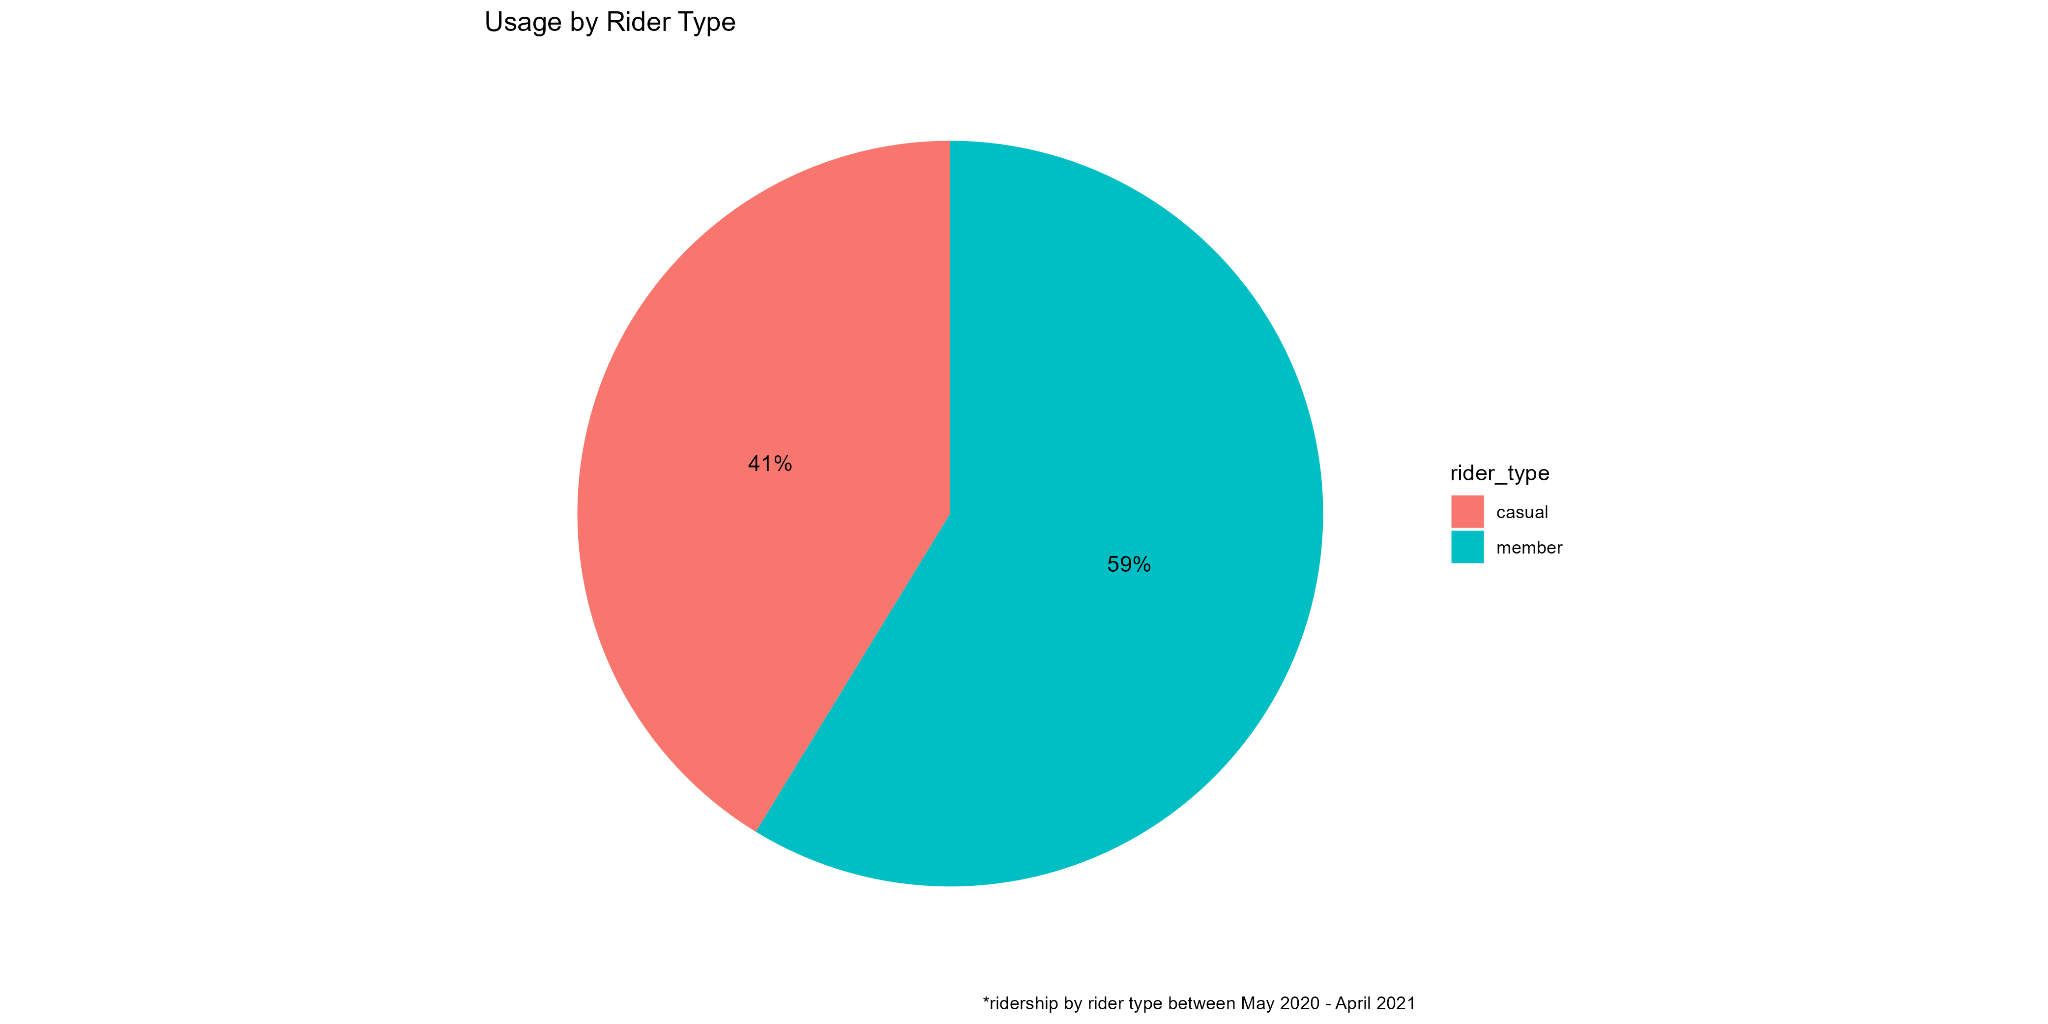 Usage by Rider Type
41%
59%
rider_type
casual
member
*ridership by rider type between May 2020 - April 2021